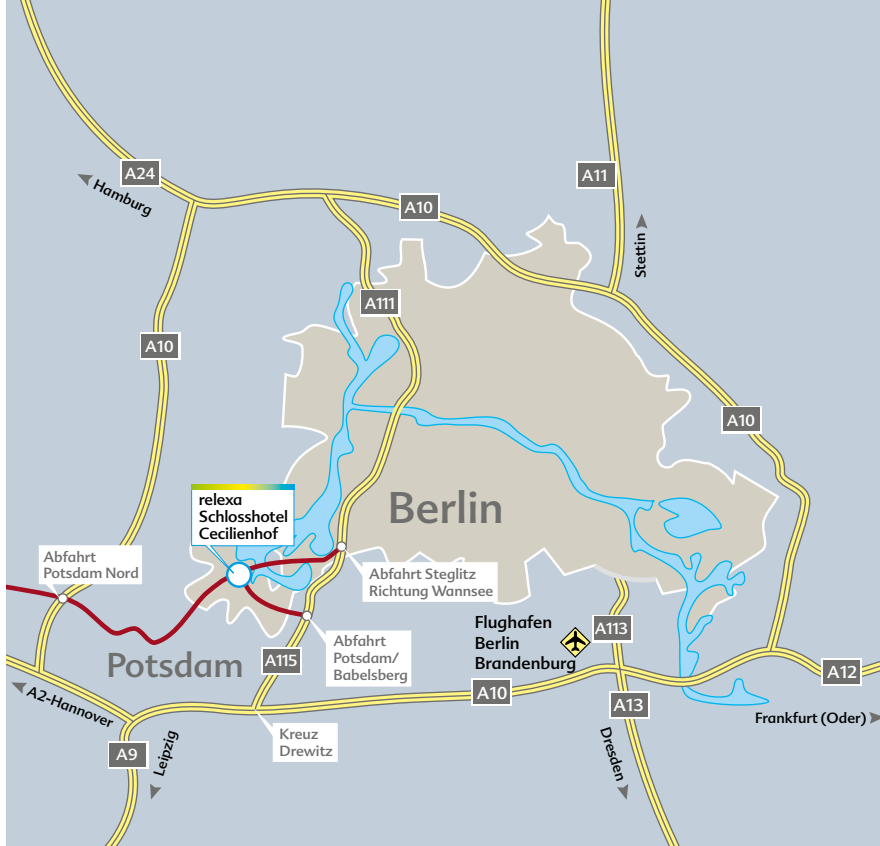 A24
Hamburg
A10
A11
Stettin
A111
A10
A10
relexa
Schlosshotel
Cecilienhof
Berlin
Abfahrt
Potsdam Nord
Abfahrt Steglitz
Richtung Wannsee
Flughafen
Berlin
Brandenburg
A113
Abfahrt
Potsdam/
Babelsberg
Potsdam
A115
A10
A12
A2-Hannover
A13
Frankfurt (Oder)
Kreuz
Drewitz
A9
Leipzig
Dresden